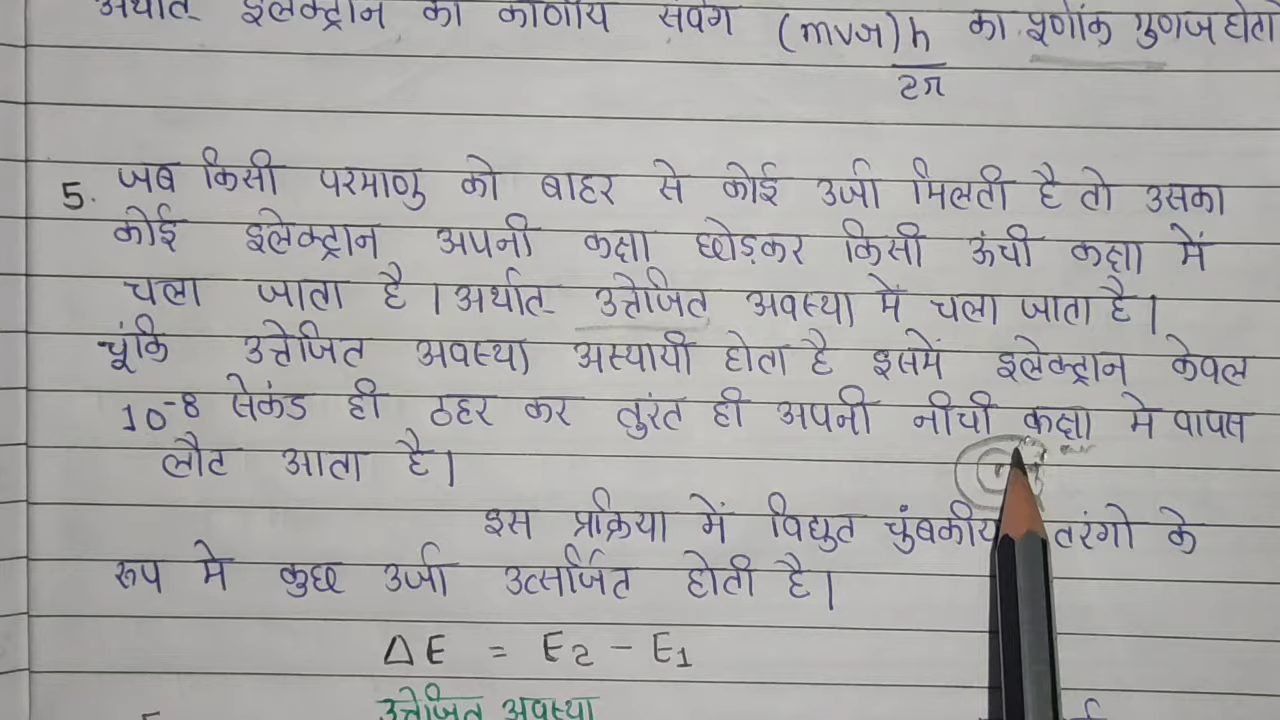 अर्थात- इलेक्ट्रान का कोणीय संवेग (mvr) h का पूर्णांक गुणज होता
2π
5. जब किसी परमाणु को बाहर से कोई उर्जा मिलती है तो उसका
कोई इलेक्ट्रान अपनी कक्षा छोड़कर किसी ऊंची कक्षा में
चला जाता है। अर्थात- उत्तेजित अवस्था में चला जाता है।
चूंकि उत्तेजित अवस्था अस्थायी होता है इसमें इलेक्ट्रान केवल
10-8 सेकंड ही ठहर कर तुरंत ही अपनी नीची कक्षा मे वापस
लौट आता है।
इस प्रक्रिया में विद्युत चुंबकीय तरंगो के
रूप मे कुछ उर्जा उत्सर्जित होती है।
ΔE = E2 - E1
उत्तेजित अवस्था